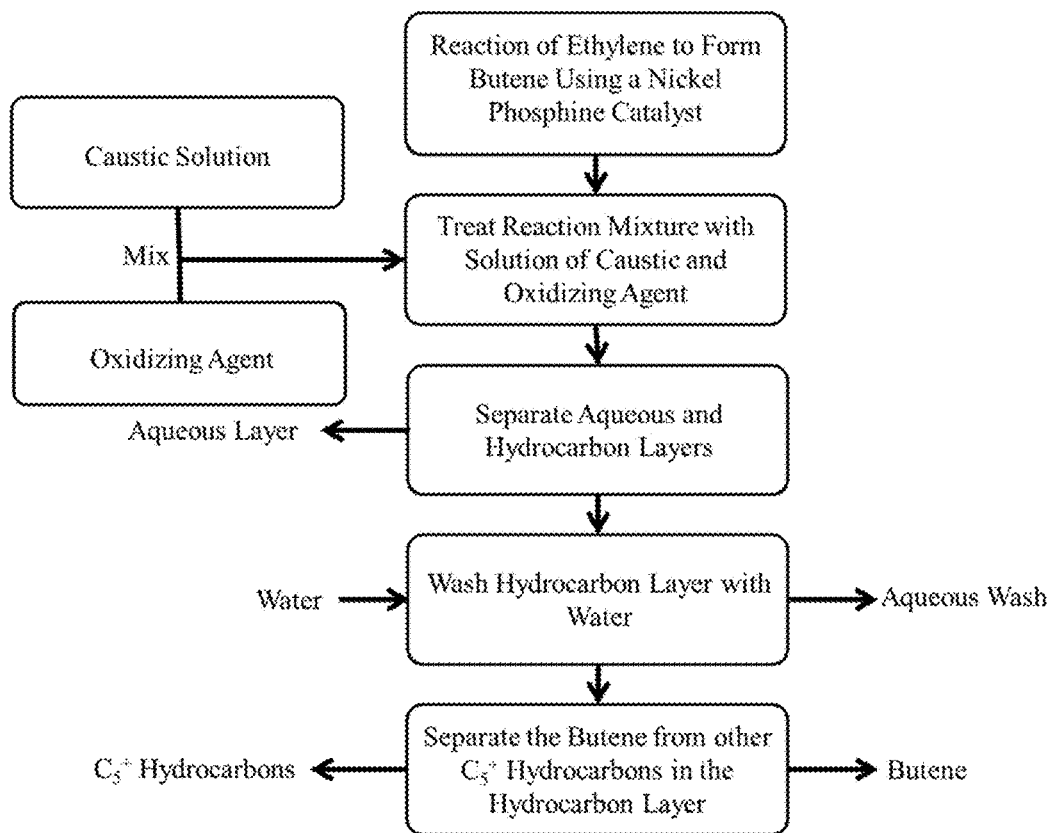 Reaction of Ethylene to Form
Butene Using a Nickel
Phosphine Catalyst
Caustic Solution
Mix
Oxidizing Agent
Treat Reaction Mixture with
Solution of Caustic and
Oxidizing Agent
Separate Aqueous and
Hydrocarbon Layers
Aqueous Layer
Water
Wash Hydrocarbon Layer with
Water
Aqueous Wash
Separate the Butene from other
C₅⁺ Hydrocarbons in the
Hydrocarbon Layer
C₅⁺ Hydrocarbons
Butene